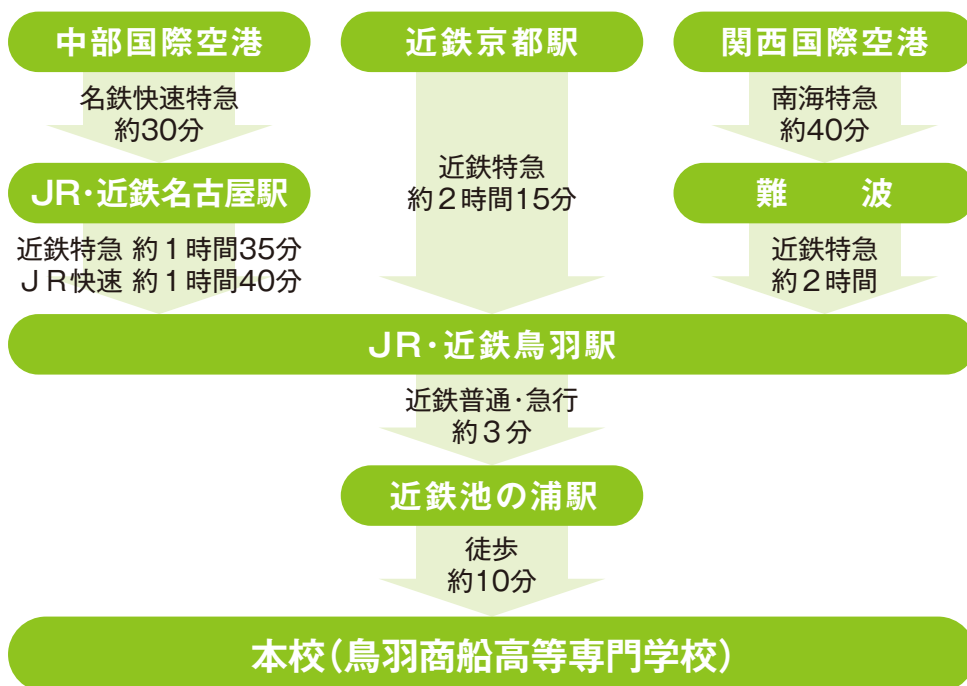 中部国際空港
近鉄京都駅
関西国際空港
名鉄快速特急
約30分
近鉄特急
約２時間15分
南海特急
約40分
JR・近鉄名古屋駅
難　波
近鉄特急 約１時間35分
ＪR快速 約１時間40分
近鉄特急
約２時間
JR・近鉄鳥羽駅
近鉄普通・急行
約３分
近鉄池の浦駅
徒歩
約10分
本校（鳥羽商船高等専門学校）